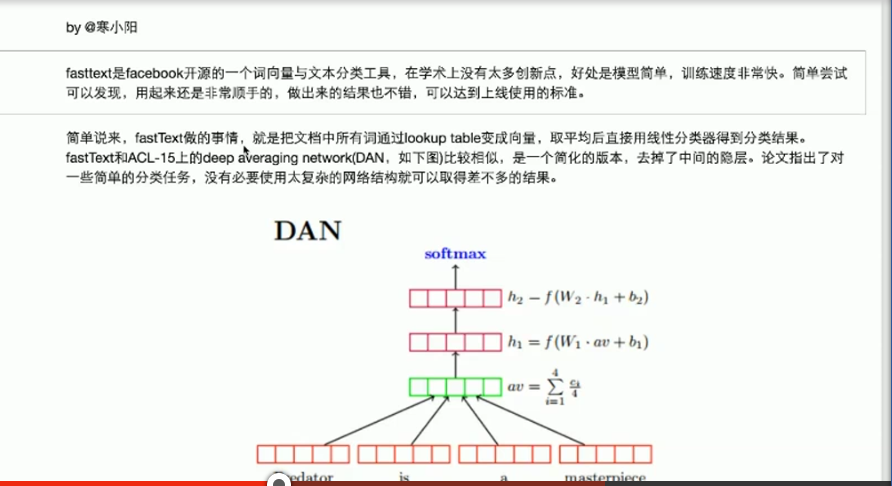 by @寒小阳
fasttext是facebook开源的一个词向量与文本分类工具，在学术上没有太多创新点，好处是模型简单，训练速度非常快。简单尝试
可以发现，用起来还是非常顺手的，做出来的结果也不错，可以达到上线使用的标准。
简单说来，fastText做的事情，就是把文档中所有词通过lookup table变成向量，取平均后直接用线性分类器得到分类结果。
fastText和ACL-15上的deep averaging network(DAN，如下图)比较相似，是一个简化的版本，去掉了中间的隐层。论文指出了对
一些简单的分类任务，没有必要使用太复杂的网络结构就可以取得差不多的结果。
DAN
softmax
h₂ = f(W₂ · h₁ + b₂)
h₁ = f(W₁ · av + b₁)
av = ∑⁴ᵢ₌₁ cᵢ/4
is a masterpiece